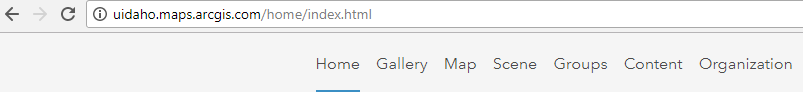 uidaho.maps.arcgis.com/home/index.html
Home Gallery Map Scene Groups Content Organization